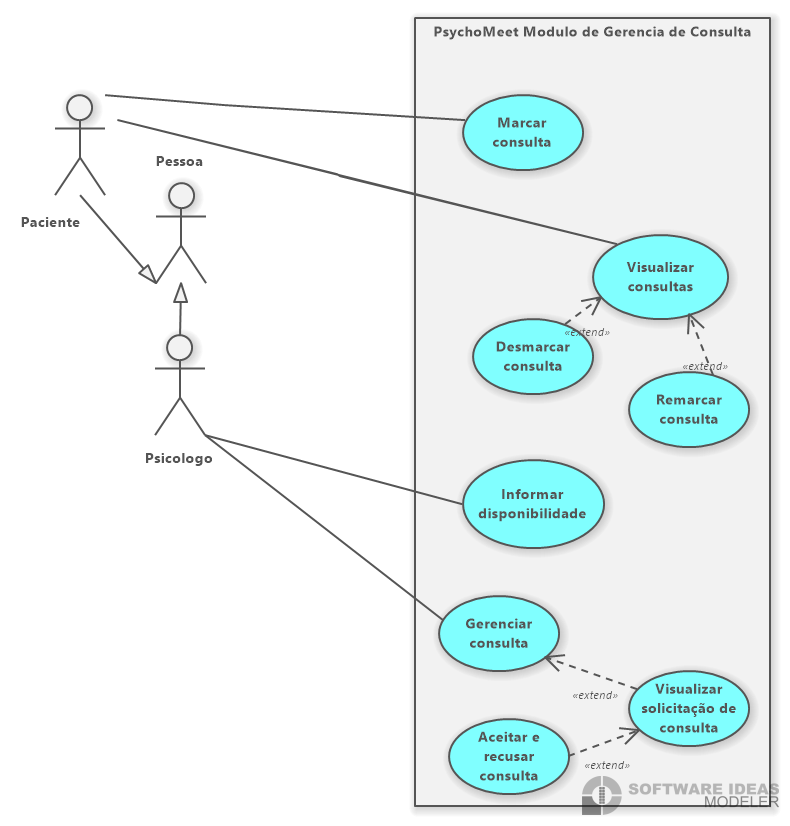 PsychoMeet Modulo de Gerencia de Consulta
Marcar
consulta
Pessoa
Paciente
Visualizar
consultas
«extend»
Desmarcar
consulta
«extend»
Remarcar
consulta
Psicologo
Informar
disponibilidade
Gerenciar
consulta
«extend»
Visualizar
solicitação de
consulta
Aceitar e
recusar
consulta
«extend»
SOFTWARE IDEAS
MODELER